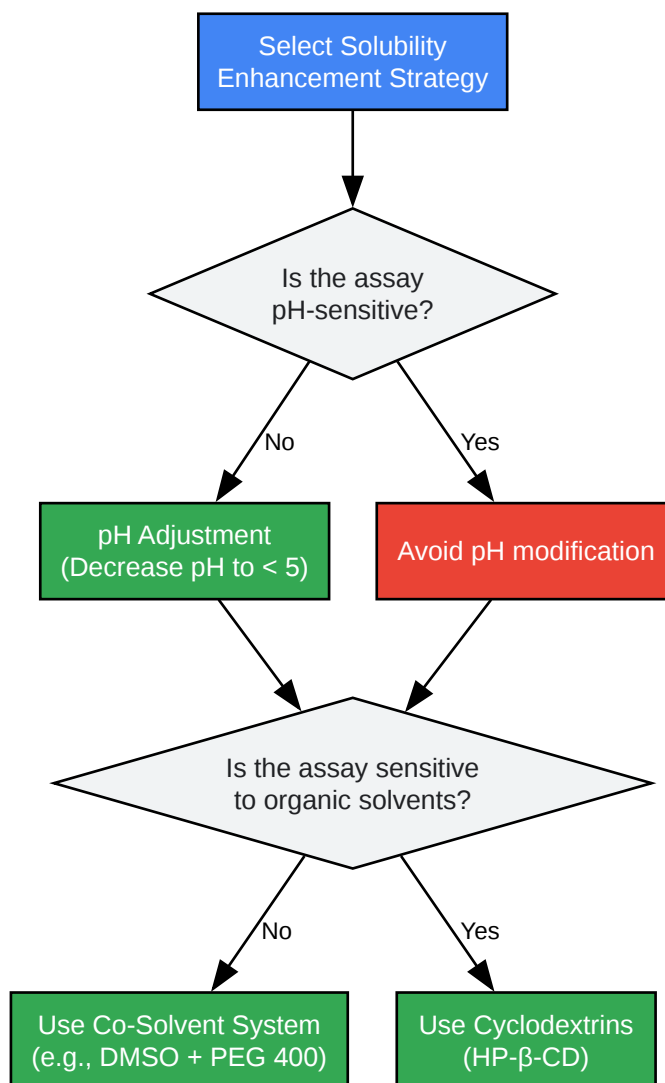 Select Solubility
Enhancement Strategy
Is the assay
pH-sensitive?
No
Yes
pH Adjustment
(Decrease pH to < 5)
Avoid pH modification
Is the assay sensitive
to organic solvents?
No
Yes
Use Co-Solvent System
(e.g., DMSO + PEG 400)
Use Cyclodextrins
(HP-β-CD)